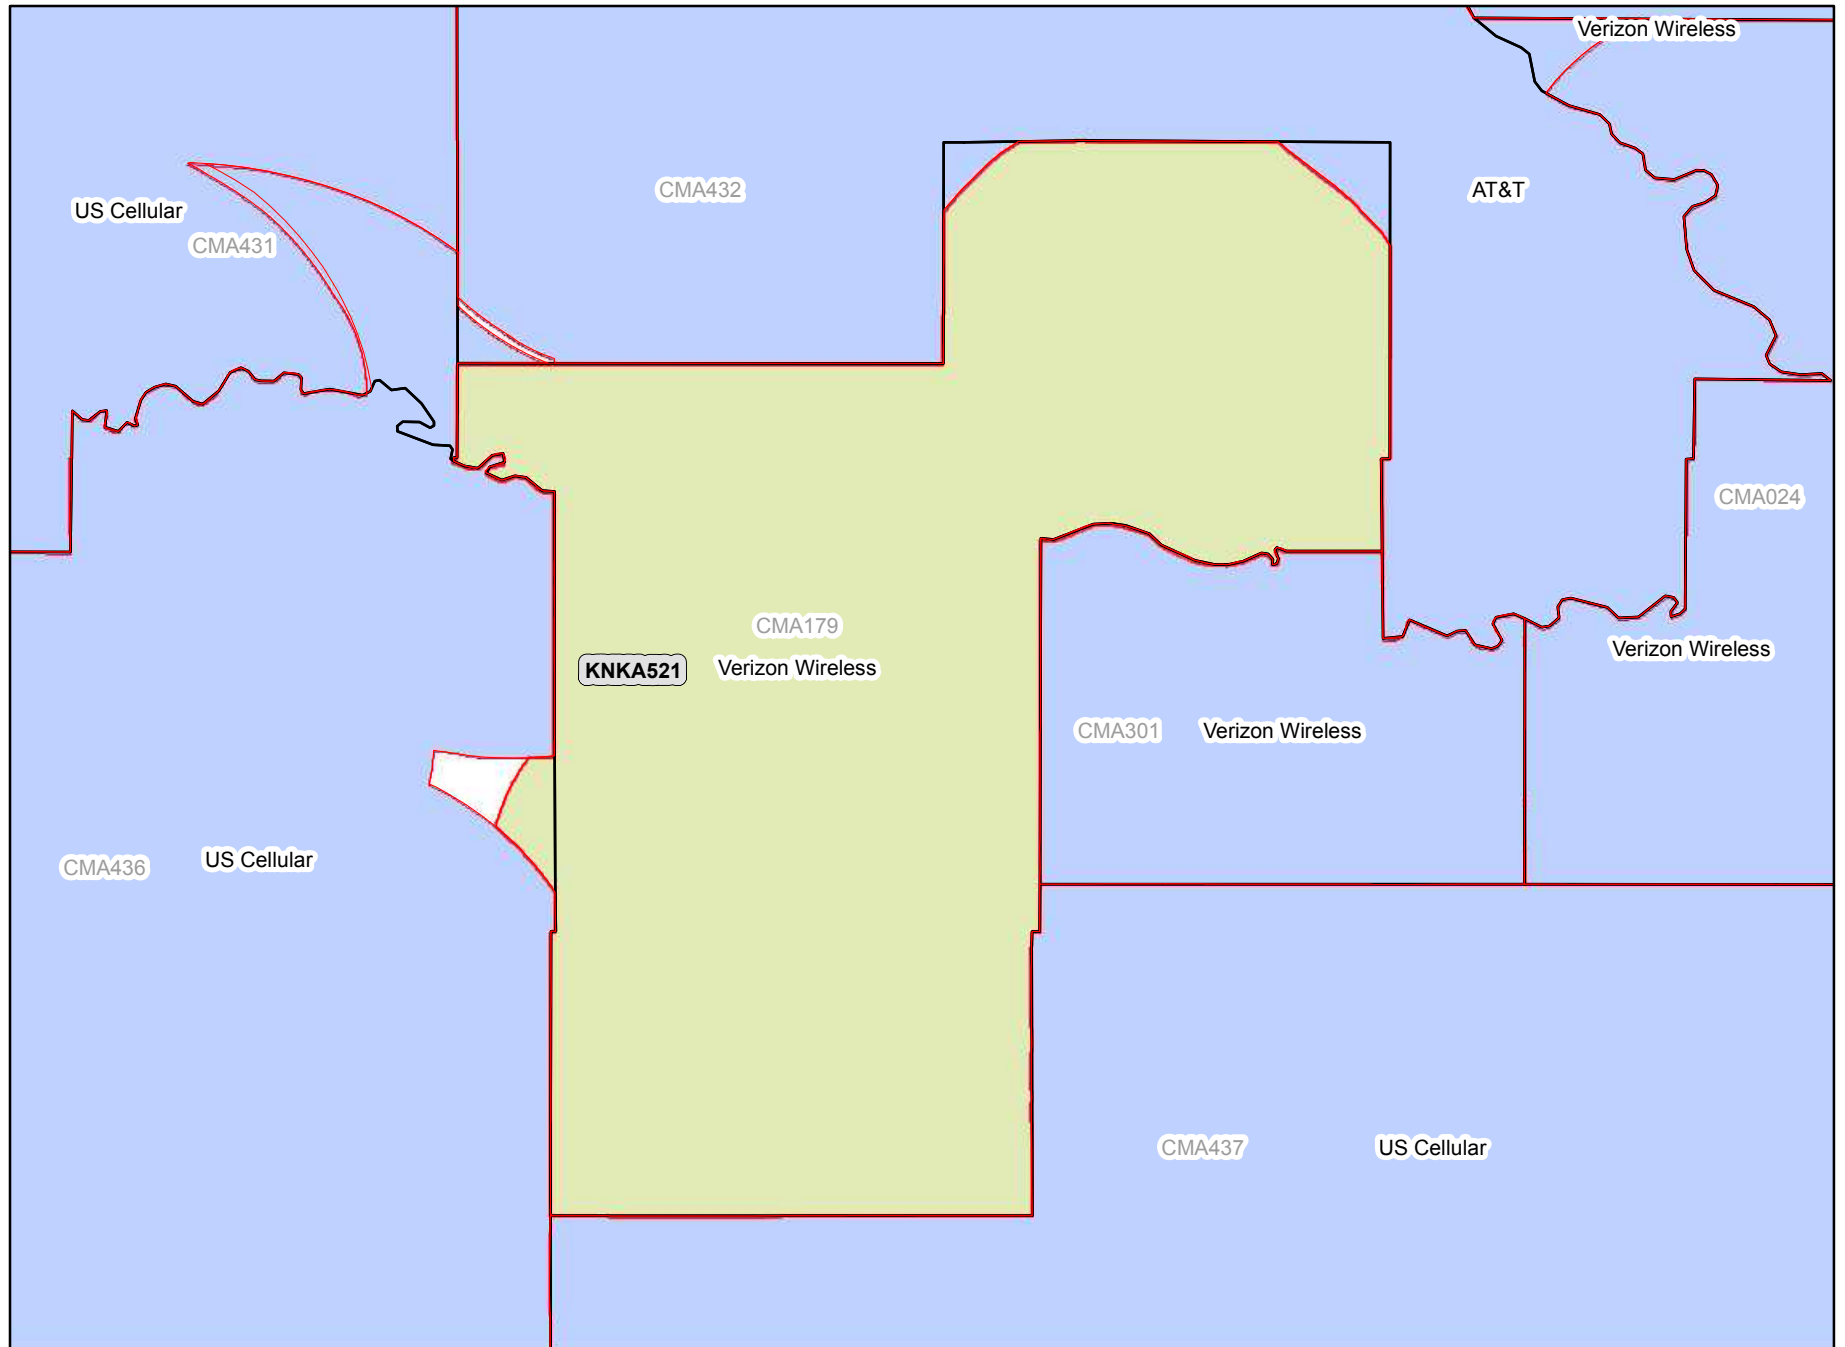 Verizon Wireless
CMA432
AT&T
US Cellular
CMA431
CMA024
CMA179
KNKA521
Verizon Wireless
Verizon Wireless
CMA301
Verizon Wireless
CMA436
US Cellular
CMA437
US Cellular